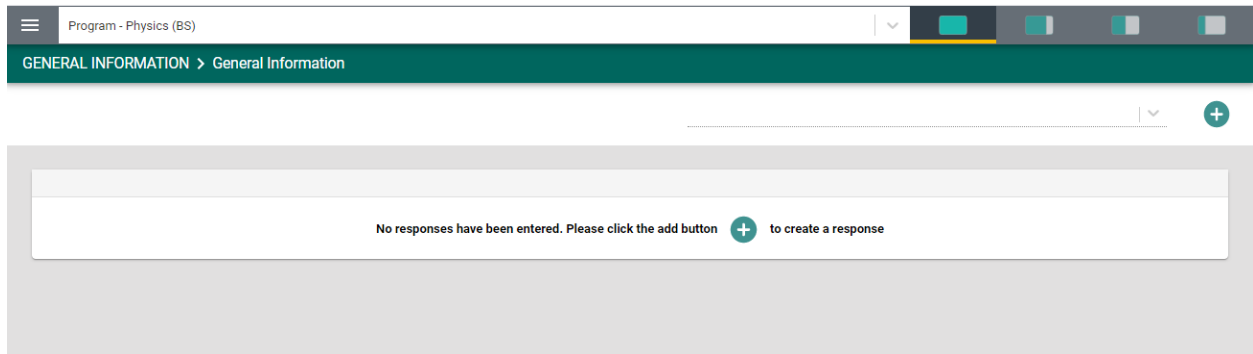 Program - Physics (BS)
GENERAL INFORMATION > General Information
No responses have been entered. Please click the add button + to create a response